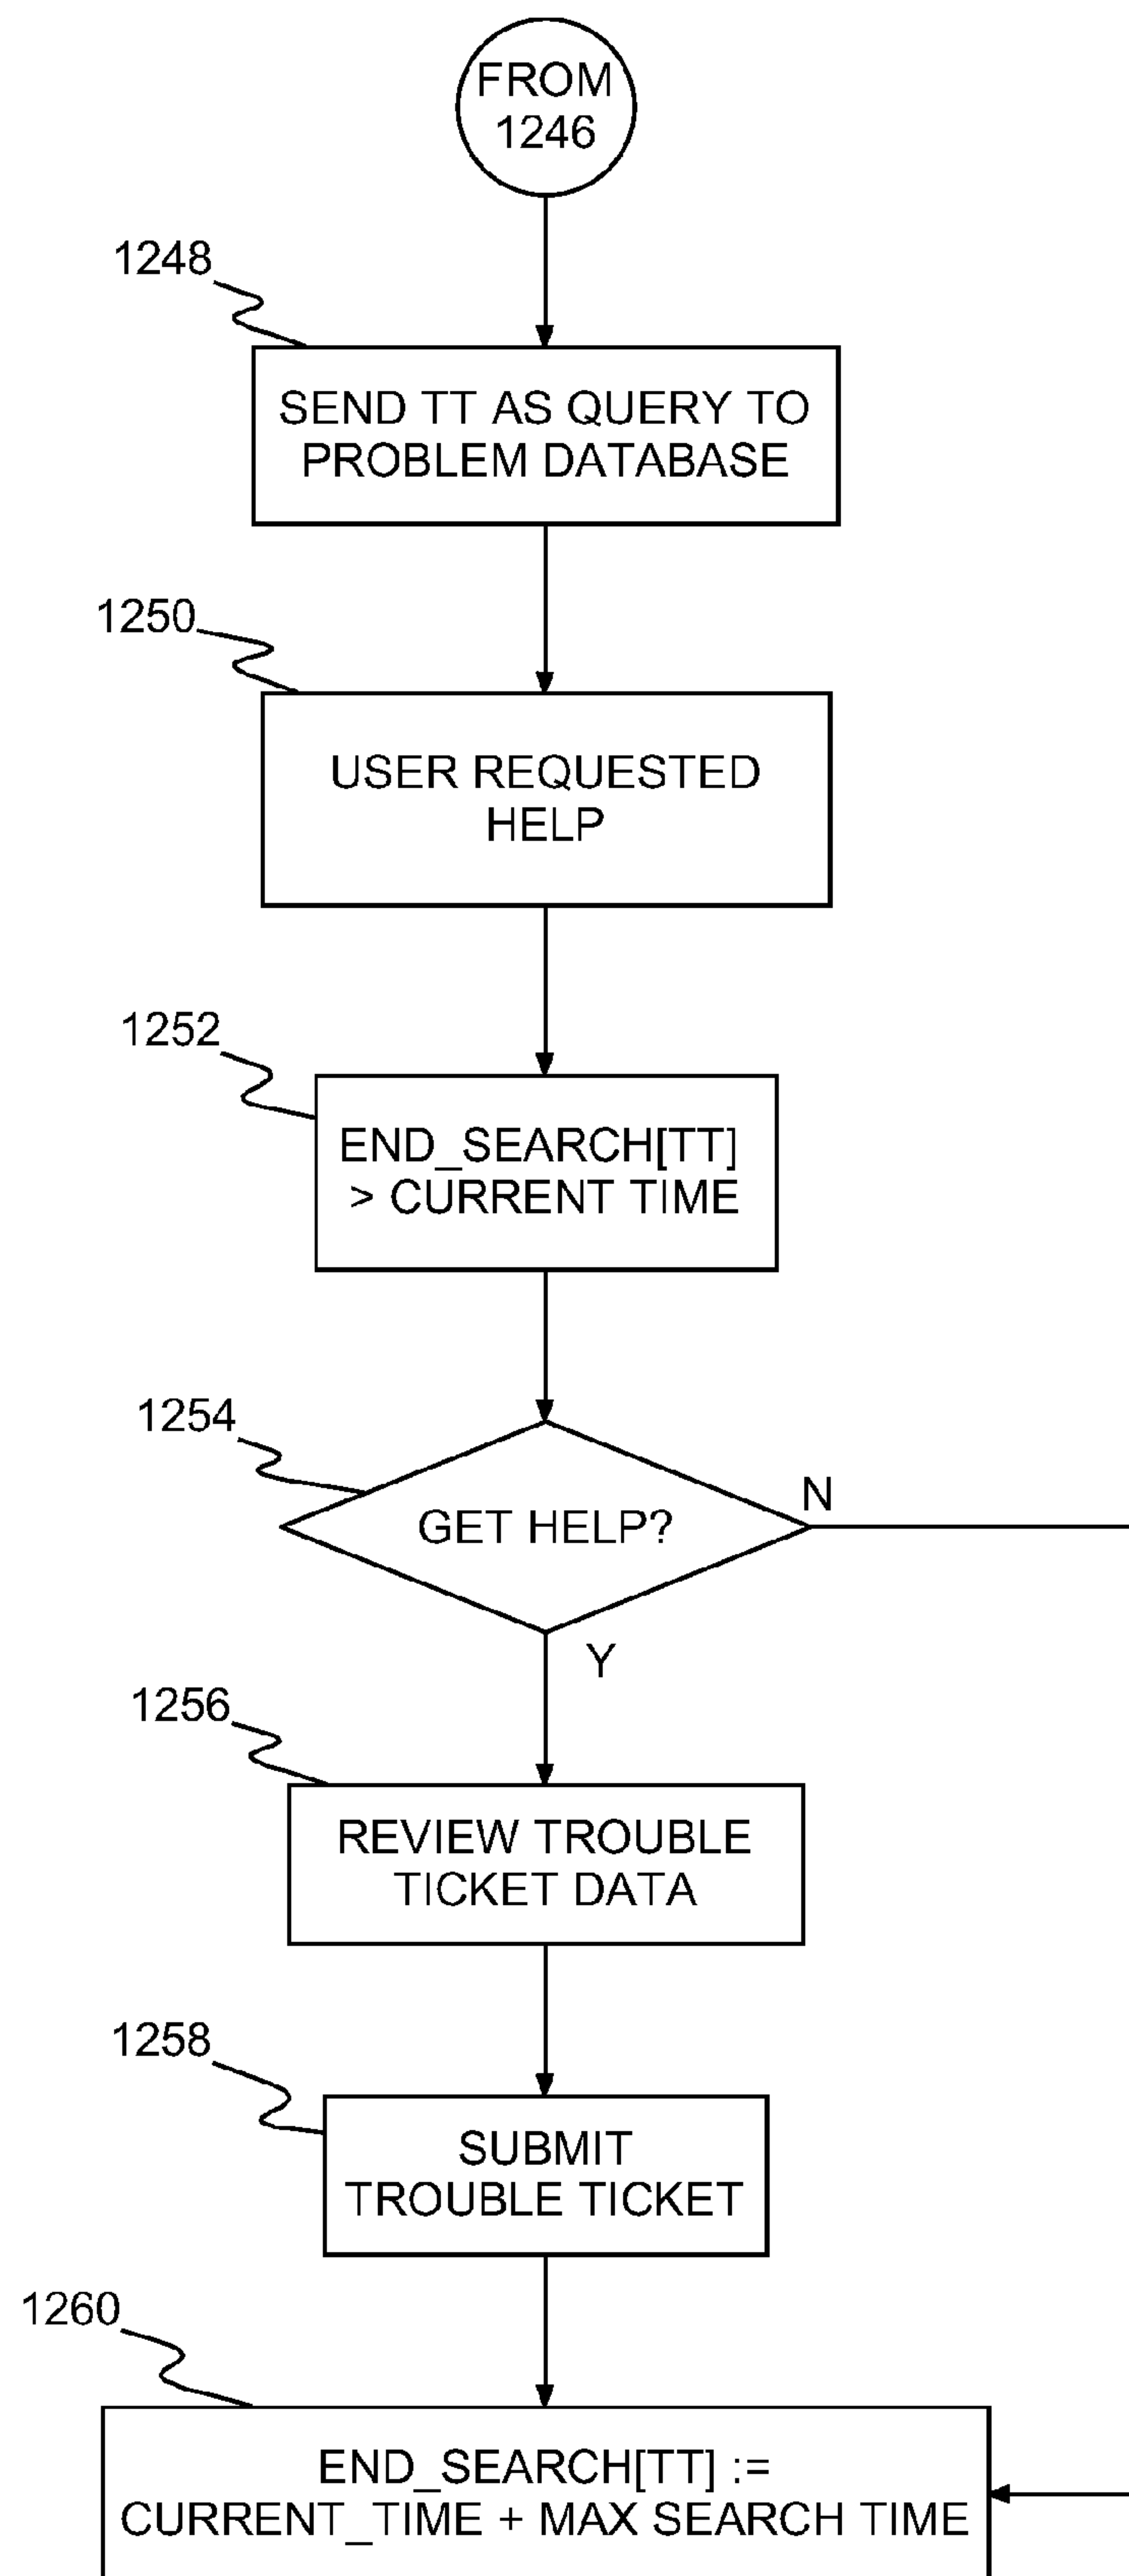 FROM
1246
1248
SEND TT AS QUERY TO
PROBLEM DATABASE
1250
USER REQUESTED
HELP
1252
END_SEARCH[TT]
> CURRENT TIME
1254
GET HELP?
N
Y
1256
REVIEW TROUBLE
TICKET DATA
1258
SUBMIT
TROUBLE TICKET
1260
END_SEARCH[TT] :=
CURRENT_TIME + MAX SEARCH TIME